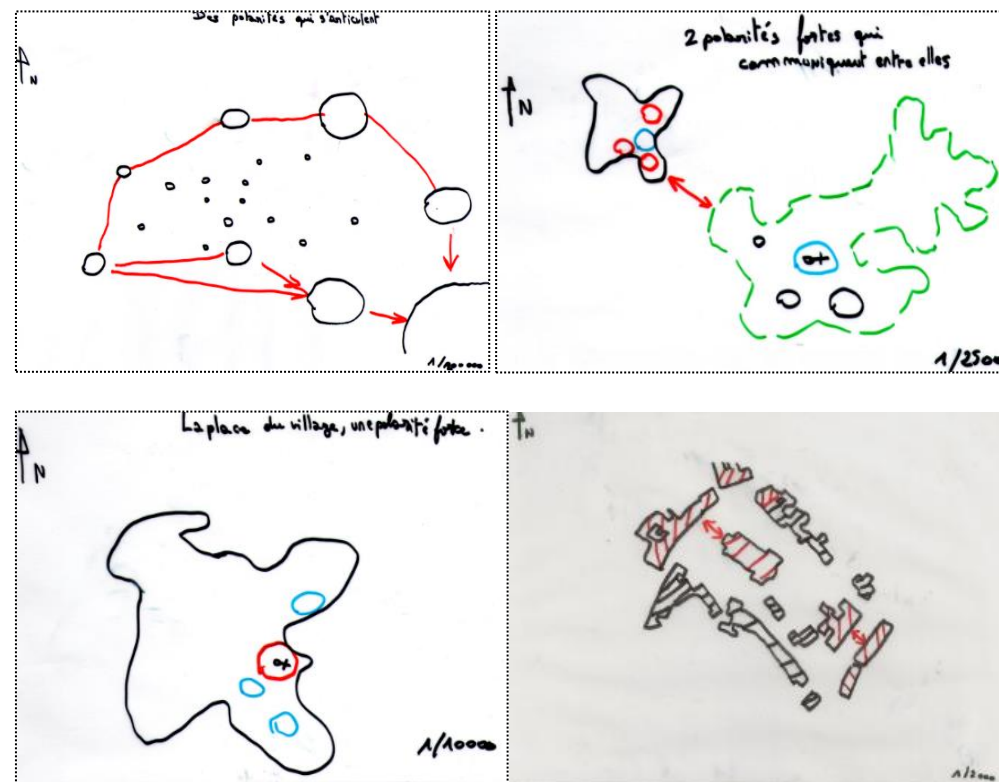 Des polarités qui s'articulent
N
1/100000
2 polarités fortes qui
communiquent entre elles
N
1/2500
La place du village, une polarité forte.
N
1/10000
N
1/2000